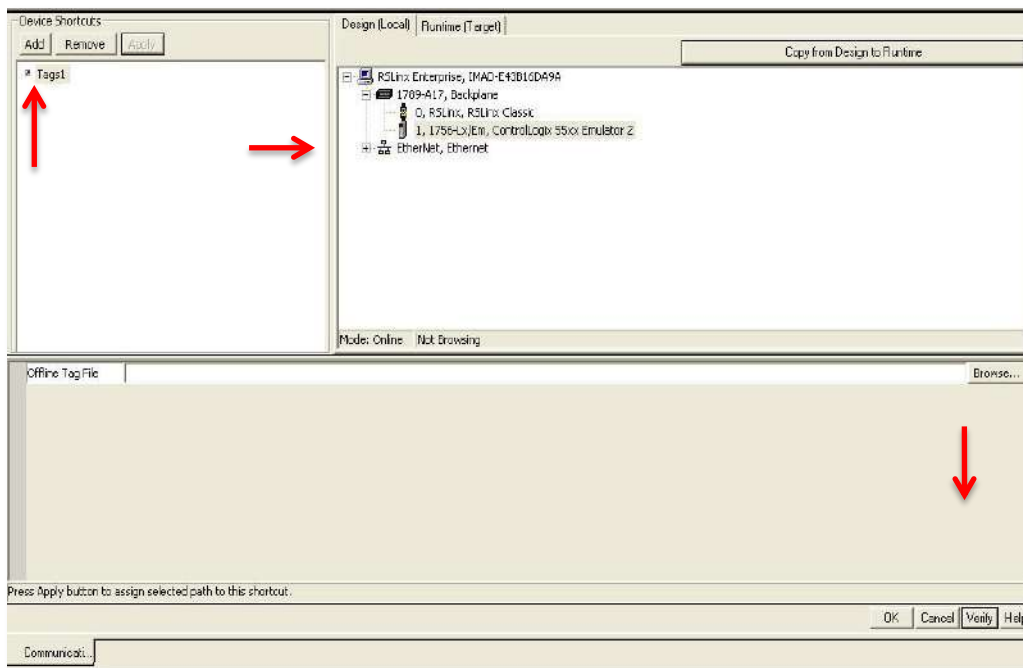 Device Shortcuts
Add Remove Apply
Tags1
Design (Local) Runtime (Target)
Copy from Design to Runtime
RSLinx Enterprise, IMAD-E43B16DA9A
1789-A17, Backplane
0, RSLinx, RSLinx Classic
1, 1756-Lx/Em, ControlLogix 55xx Emulator 2
EtherNet, Ethernet
Mode: Online Not Browsing
Offline Tag File Browse...
Press Apply button to assign selected path to this shortcut.
OK Cancel Verify Help
Communicati...